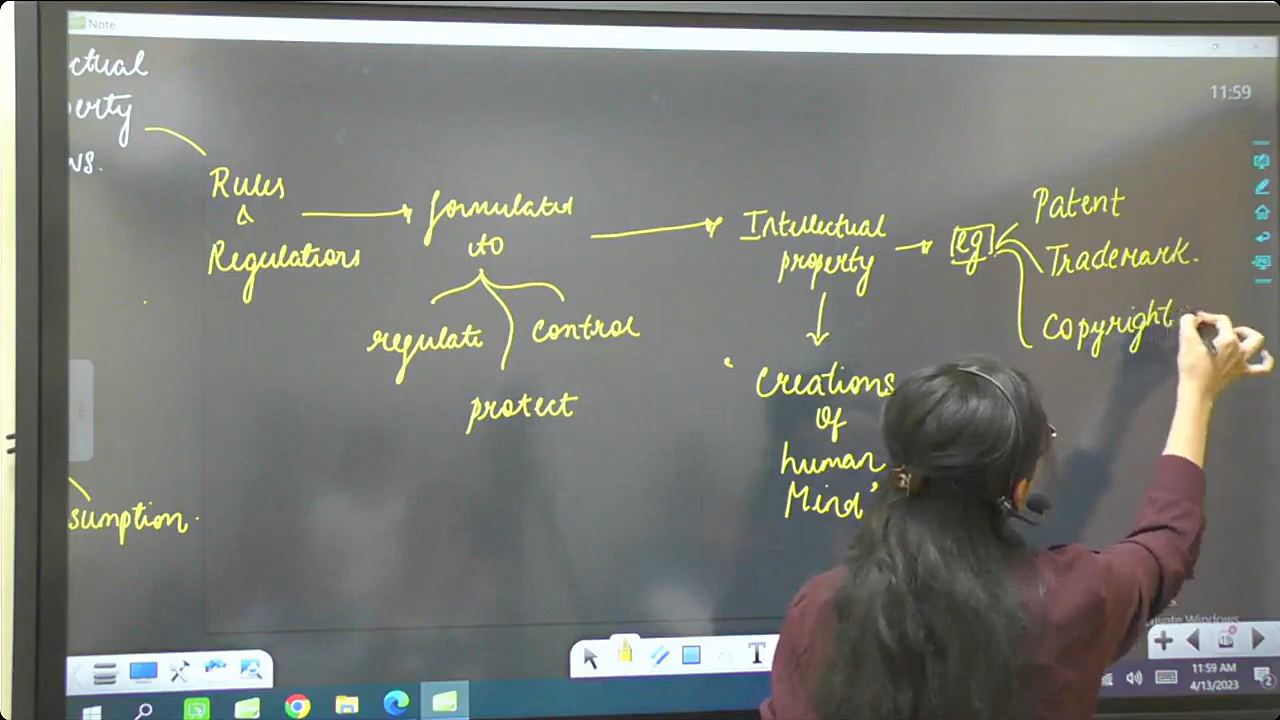 Note
11:59
ctual
erty
ws.
Rules
&
Regulations
formulated
to
regulate
control
protect
Intellectual
property
'Creations
of
human
Mind'
eg
Patent
Trademark.
Copyright
sumption.
T
11:59 AM
4/13/2023